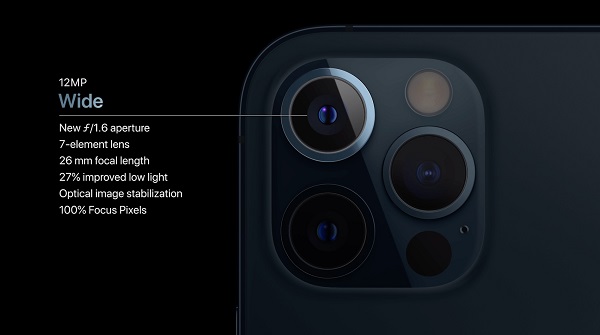 12MP
Wide
New ƒ/1.6 aperture
7-element lens
26 mm focal length
27% improved low light
Optical image stabilization
100% Focus Pixels